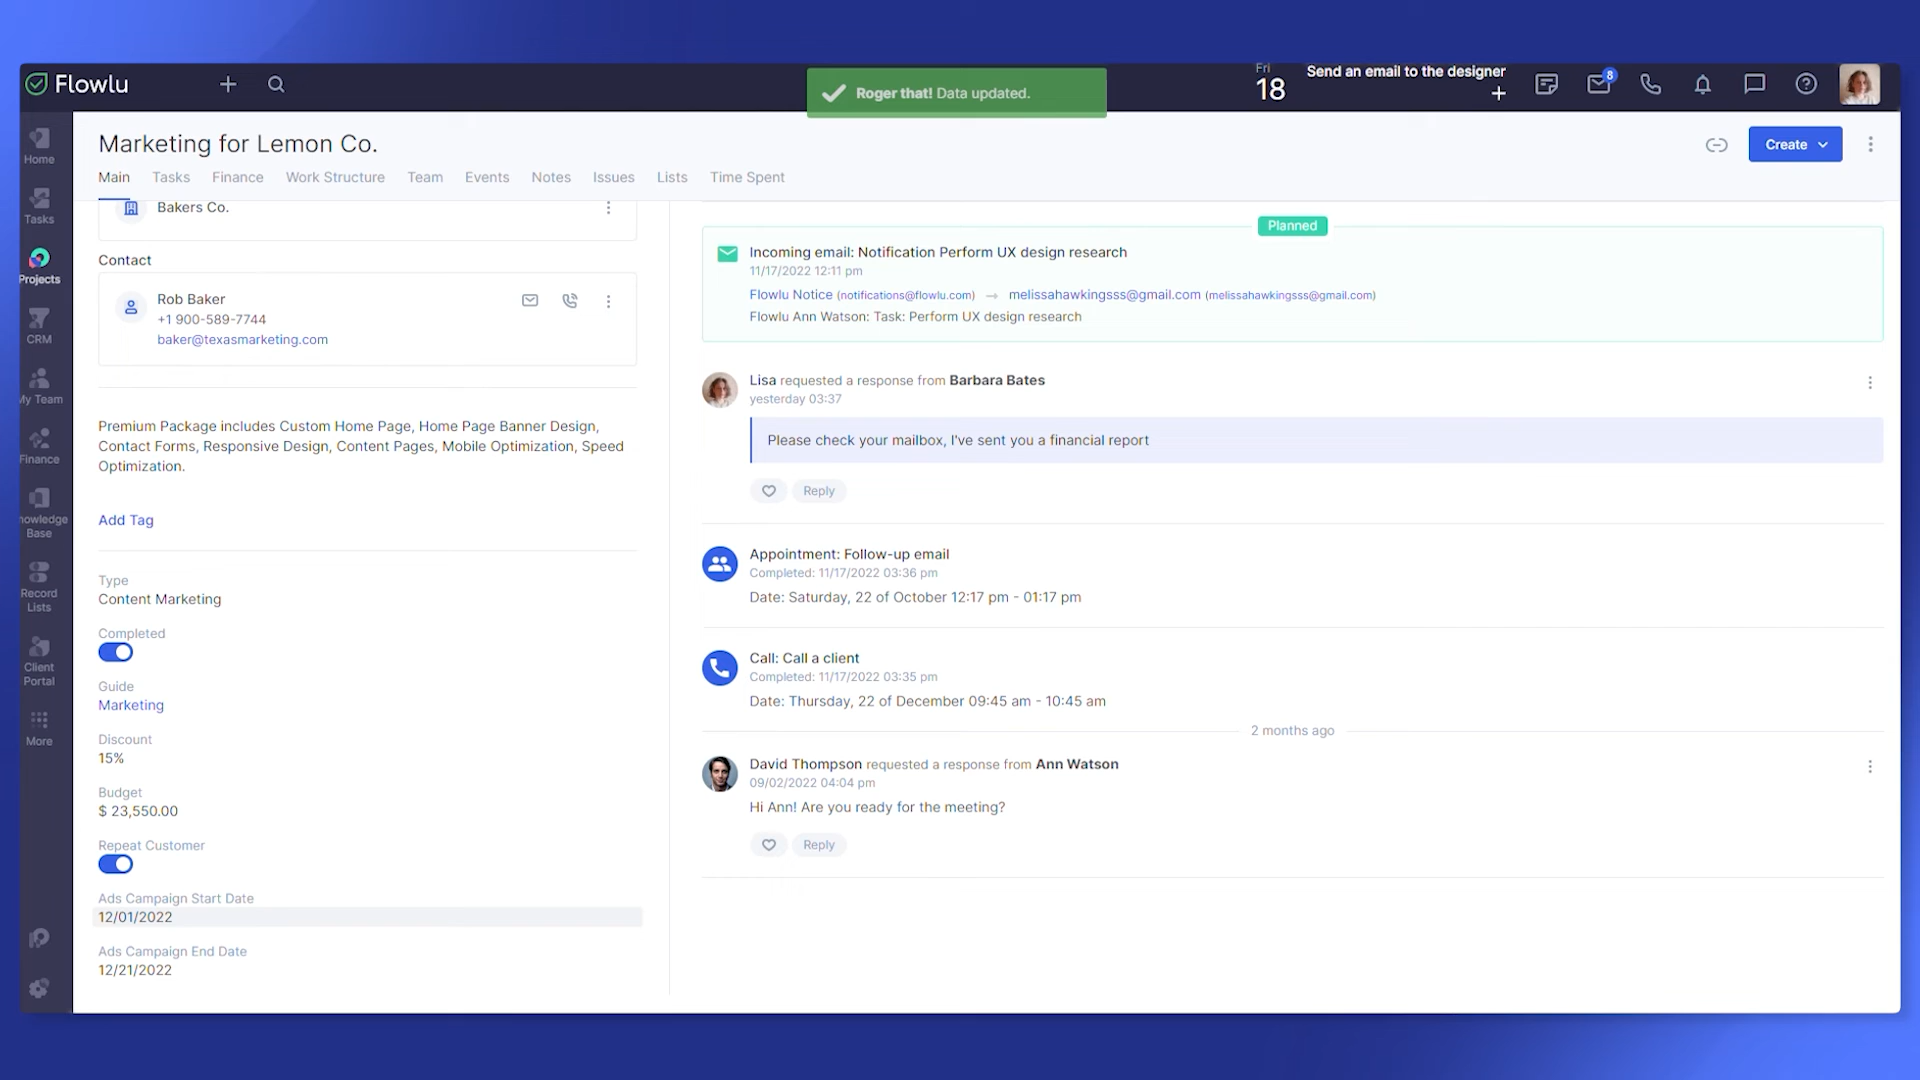 Flowlu
Roger that! Data updated.
Fri
18
Send an email to the designer
8
Marketing for Lemon Co.
Create
Main
Tasks
Finance
Work Structure
Team
Events
Notes
Issues
Lists
Time Spent
Home
Tasks
Projects
CRM
My Team
Finance
nowledge
Base
Record
Lists
Client
Portal
More
Bakers Co.
Contact
Rob Baker
+1 900-589-7744
baker@texasmarketing.com
Premium Package includes Custom Home Page, Home Page Banner Design,
Contact Forms, Responsive Design, Content Pages, Mobile Optimization, Speed
Optimization.
Add Tag
Type
Content Marketing
Completed
Guide
Marketing
Discount
15%
Budget
$ 23,550.00
Repeat Customer
Ads Campaign Start Date
12/01/2022
Ads Campaign End Date
12/21/2022
Planned
Incoming email: Notification Perform UX design research
11/17/2022 12:11 pm
Flowlu Notice (notifications@flowlu.com) → melissahawkingsss@gmail.com (melissahawkingsss@gmail.com)
Flowlu Ann Watson: Task: Perform UX design research
Lisa requested a response from Barbara Bates
yesterday 03:37
Please check your mailbox, I've sent you a financial report
Reply
Appointment: Follow-up email
Completed: 11/17/2022 03:36 pm
Date: Saturday, 22 of October 12:17 pm - 01:17 pm
Call: Call a client
Completed: 11/17/2022 03:35 pm
Date: Thursday, 22 of December 09:45 am - 10:45 am
2 months ago
David Thompson requested a response from Ann Watson
09/02/2022 04:04 pm
Hi Ann! Are you ready for the meeting?
Reply